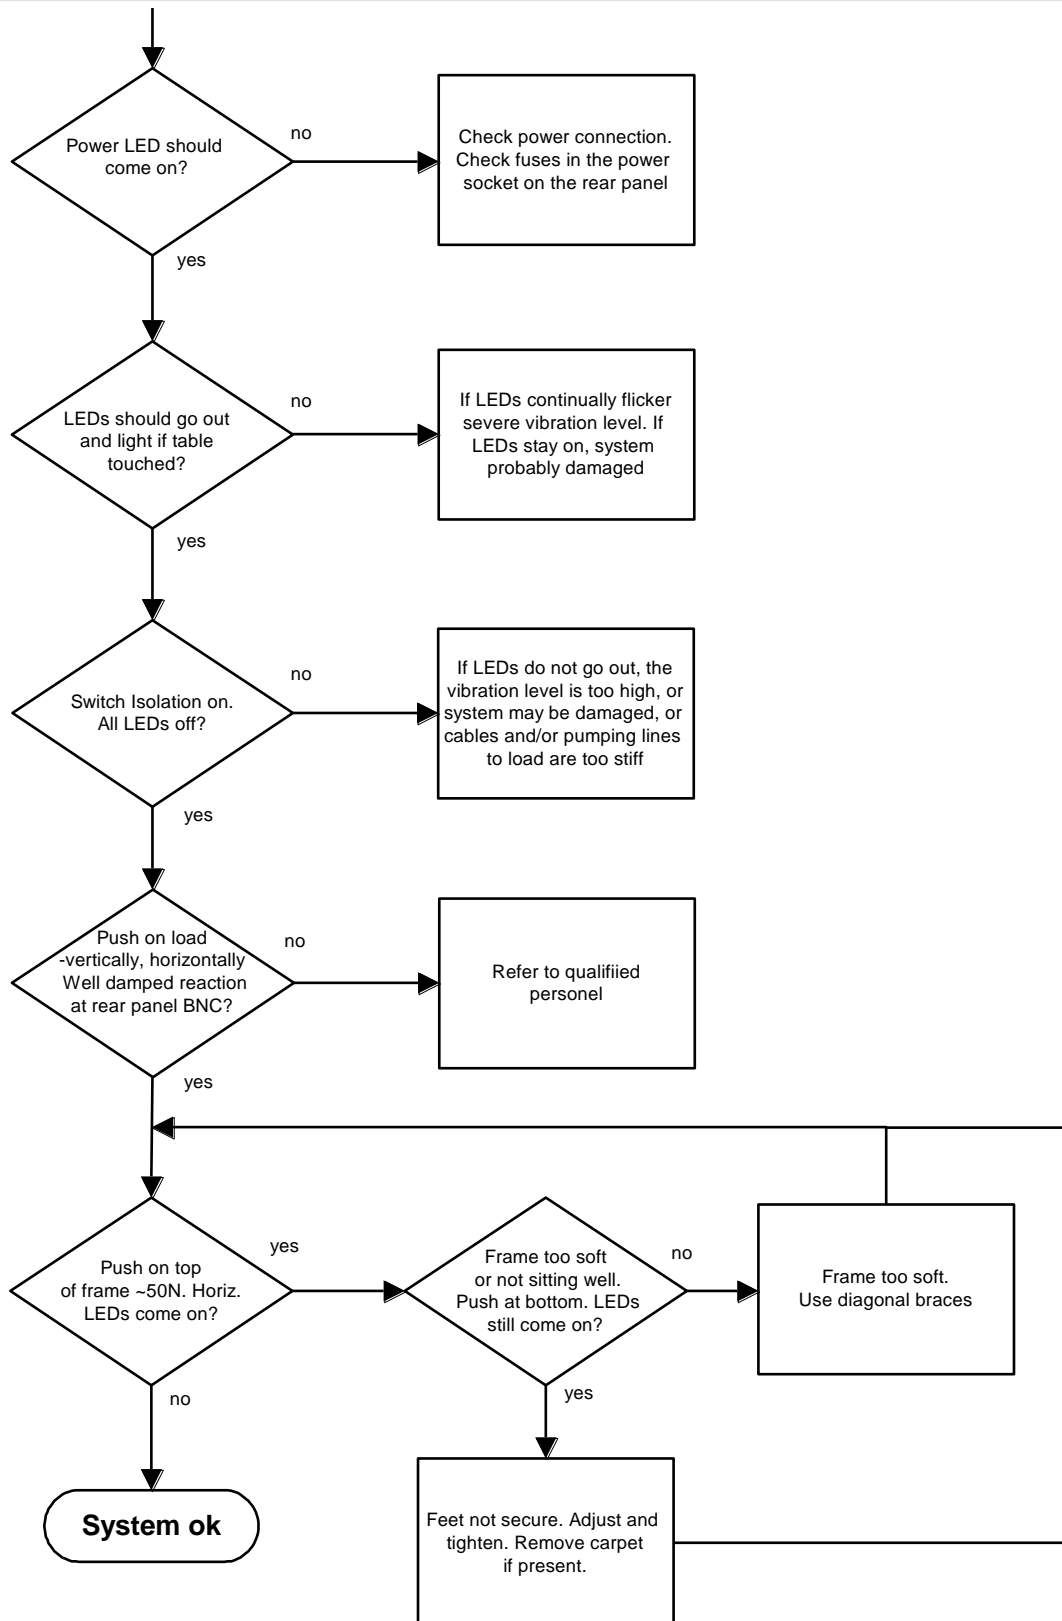 Power LED should
come on?
no
Check power connection.
Check fuses in the power
socket on the rear panel
yes
LEDs should go out
and light if table
touched?
no
If LEDs continually flicker
severe vibration level. If
LEDs stay on, system
probably damaged
yes
Switch Isolation on.
All LEDs off?
no
If LEDs do not go out, the
vibration level is too high, or
system may be damaged, or
cables and/or pumping lines
to load are too stiff
yes
Push on load
-vertically, horizontally
Well damped reaction
at rear panel BNC?
no
Refer to qualifiied
personel
yes
Push on top
of frame ~50N. Horiz.
LEDs come on?
yes
Frame too soft
or not sitting well.
Push at bottom. LEDs
still come on?
no
Frame too soft.
Use diagonal braces
no
yes
System ok
Feet not secure. Adjust and
tighten. Remove carpet
if present.